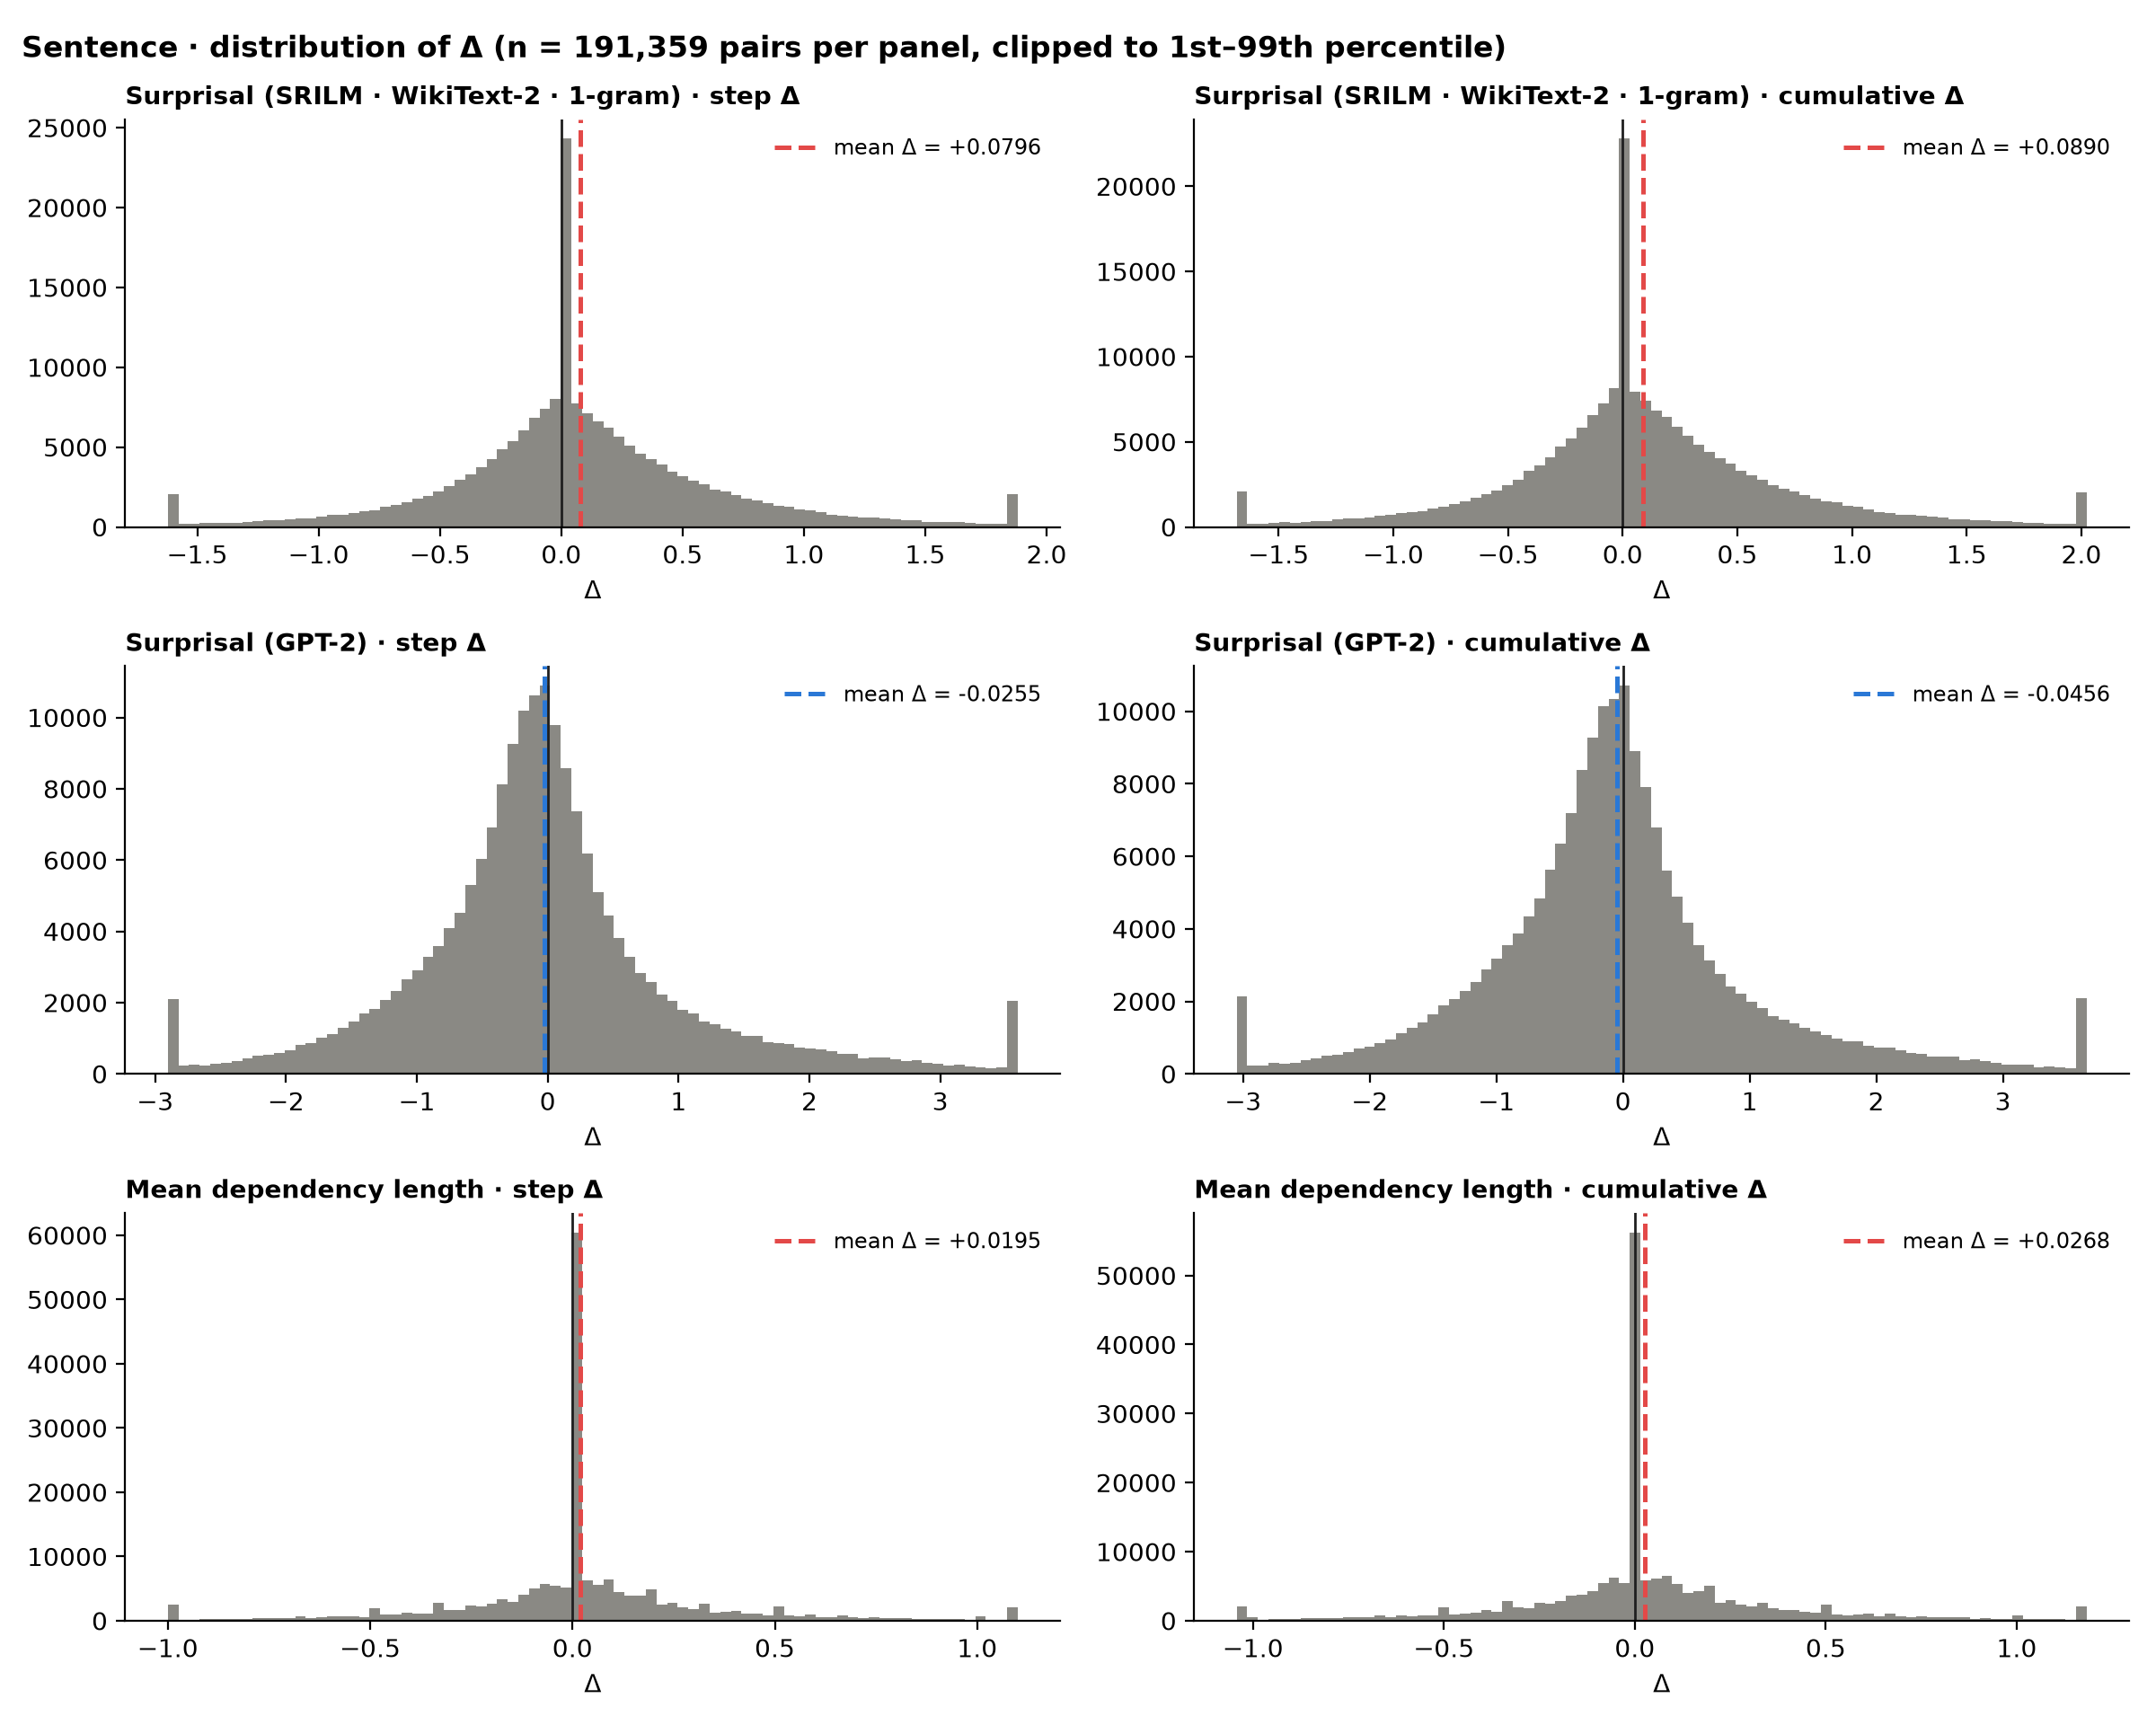 Sentence · distribution of Δ (n = 191,359 pairs per panel, clipped to 1st–99th percentile)
Surprisal (SRILM · WikiText-2 · 1-gram) · step Δ
mean Δ = +0.0796
25000
20000
15000
10000
5000
0
−1.5 −1.0 −0.5 0.0 0.5 1.0 1.5 2.0
Δ
Surprisal (SRILM · WikiText-2 · 1-gram) · cumulative Δ
mean Δ = +0.0890
20000
15000
10000
5000
0
−1.5 −1.0 −0.5 0.0 0.5 1.0 1.5 2.0
Δ
Surprisal (GPT-2) · step Δ
mean Δ = -0.0255
10000
8000
6000
4000
2000
0
−3 −2 −1 0 1 2 3
Δ
Surprisal (GPT-2) · cumulative Δ
mean Δ = -0.0456
10000
8000
6000
4000
2000
0
−3 −2 −1 0 1 2 3
Δ
Mean dependency length · step Δ
mean Δ = +0.0195
60000
50000
40000
30000
20000
10000
0
−1.0 −0.5 0.0 0.5 1.0
Δ
Mean dependency length · cumulative Δ
mean Δ = +0.0268
50000
40000
30000
20000
10000
0
−1.0 −0.5 0.0 0.5 1.0
Δ